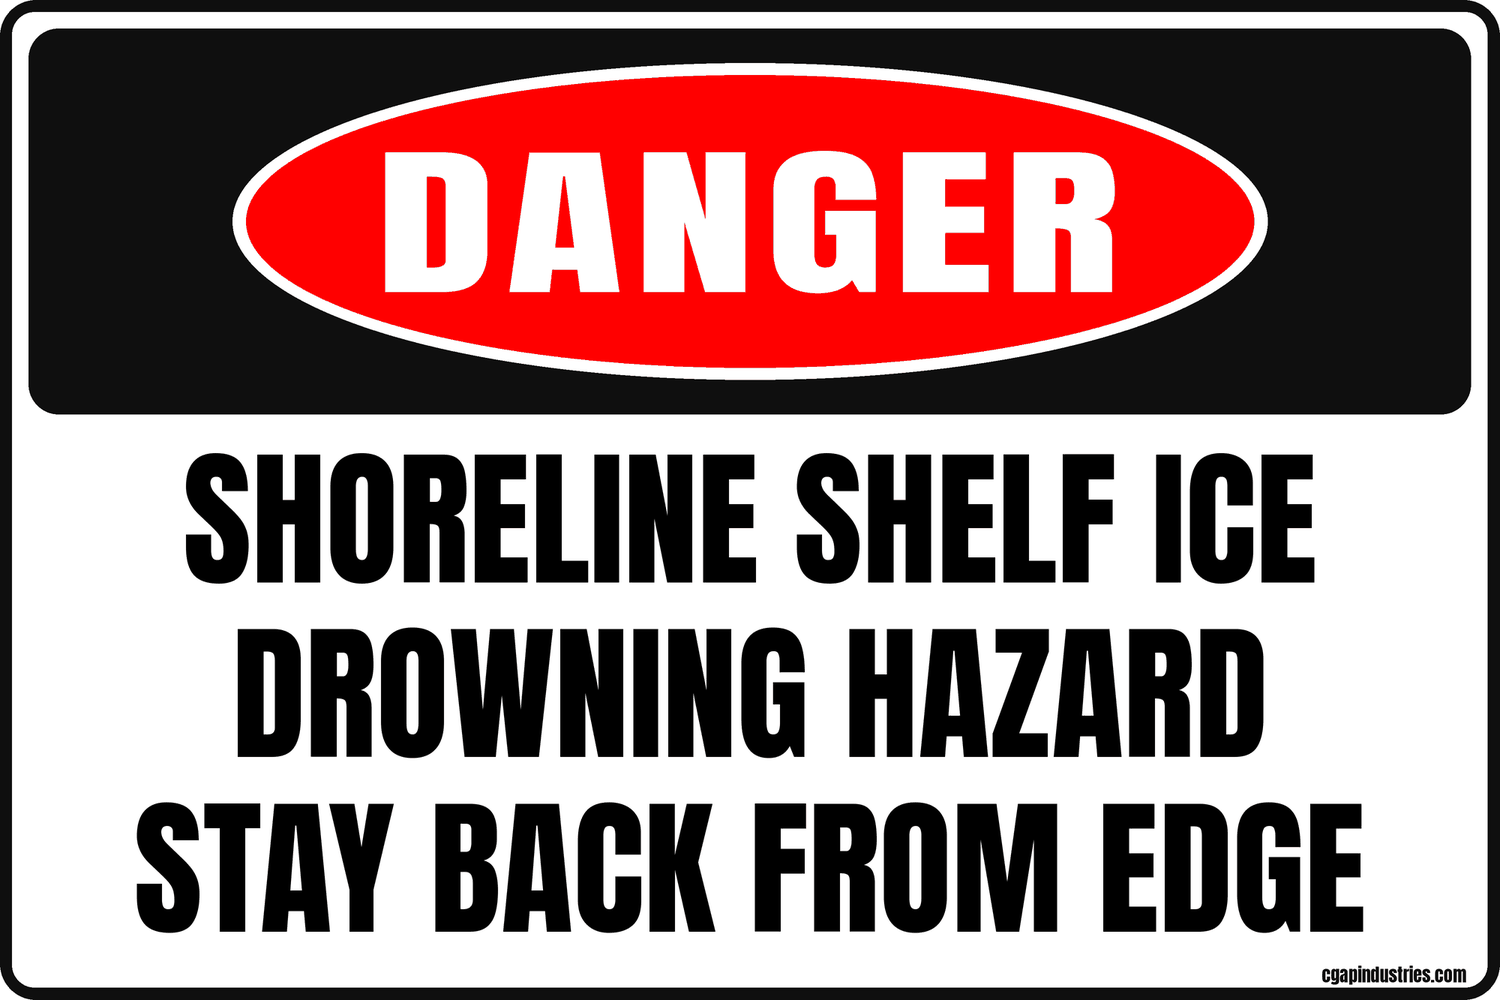 DANGER
SHORELINE SHELF ICE
DROWNING HAZARD
STAY BACK FROM EDGE
cgapindustries.com